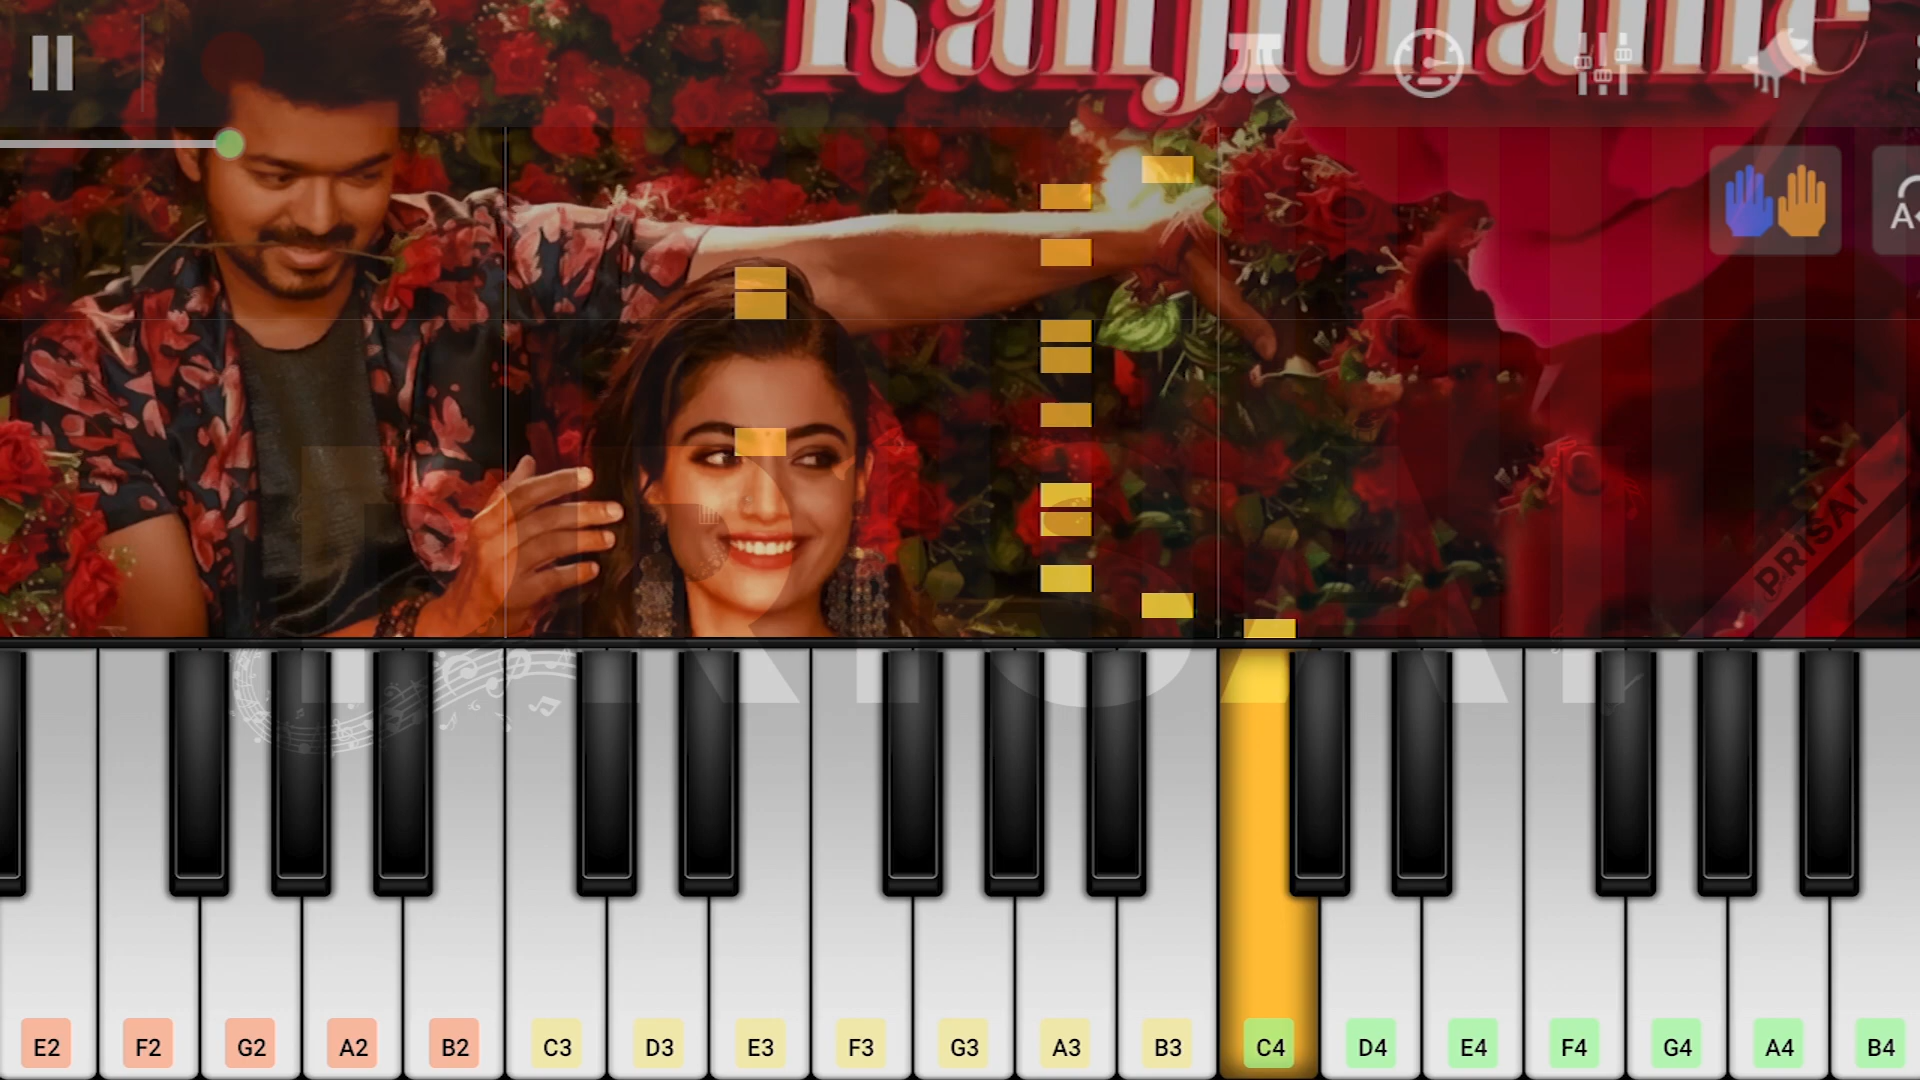 Ranjithame
A
PRISAI
PRISAI
E2 F2 G2 A2 B2 C3 D3 E3 F3 G3 A3 B3 C4 D4 E4 F4 G4 A4 B4